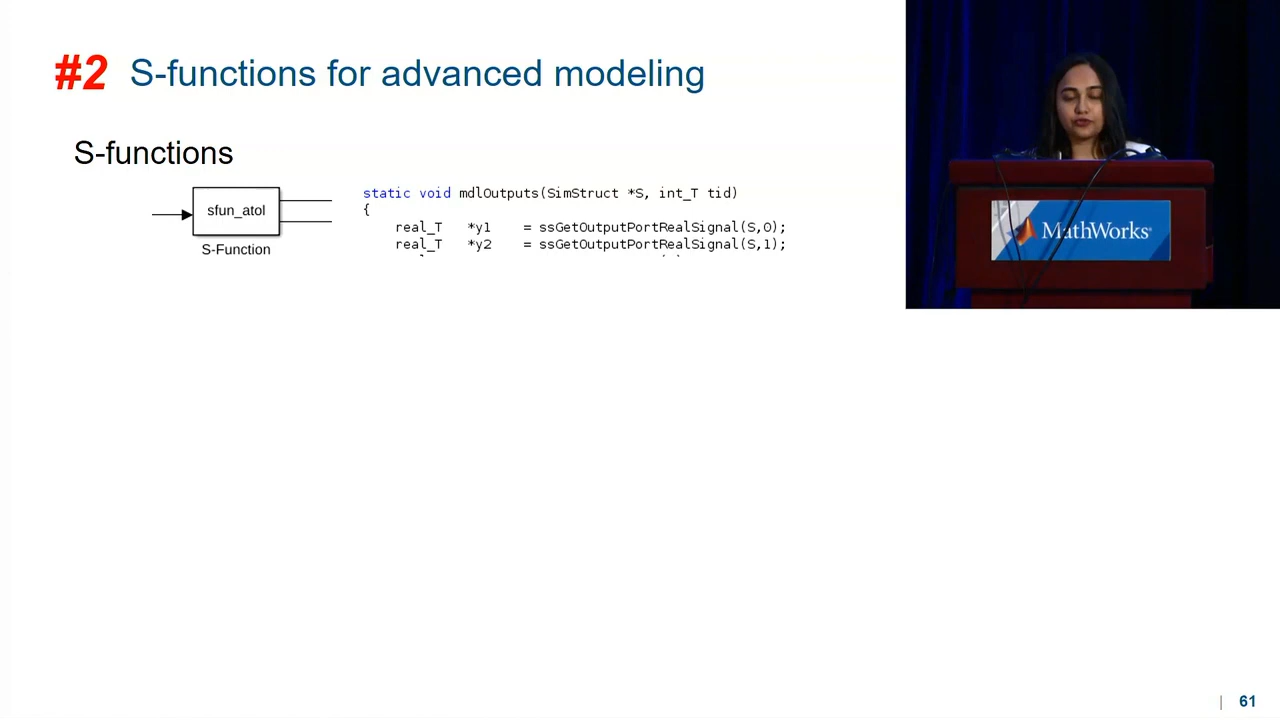 #2 S-functions for advanced modeling
S-functions
sfun_atol
S-Function
static void mdlOutputs(SimStruct *S, int_T tid)
{
real_T *y1 = ssGetOutputPortRealSignal(S,0);
real_T *y2 = ssGetOutputPortRealSignal(S,1);
MathWorks
| 61